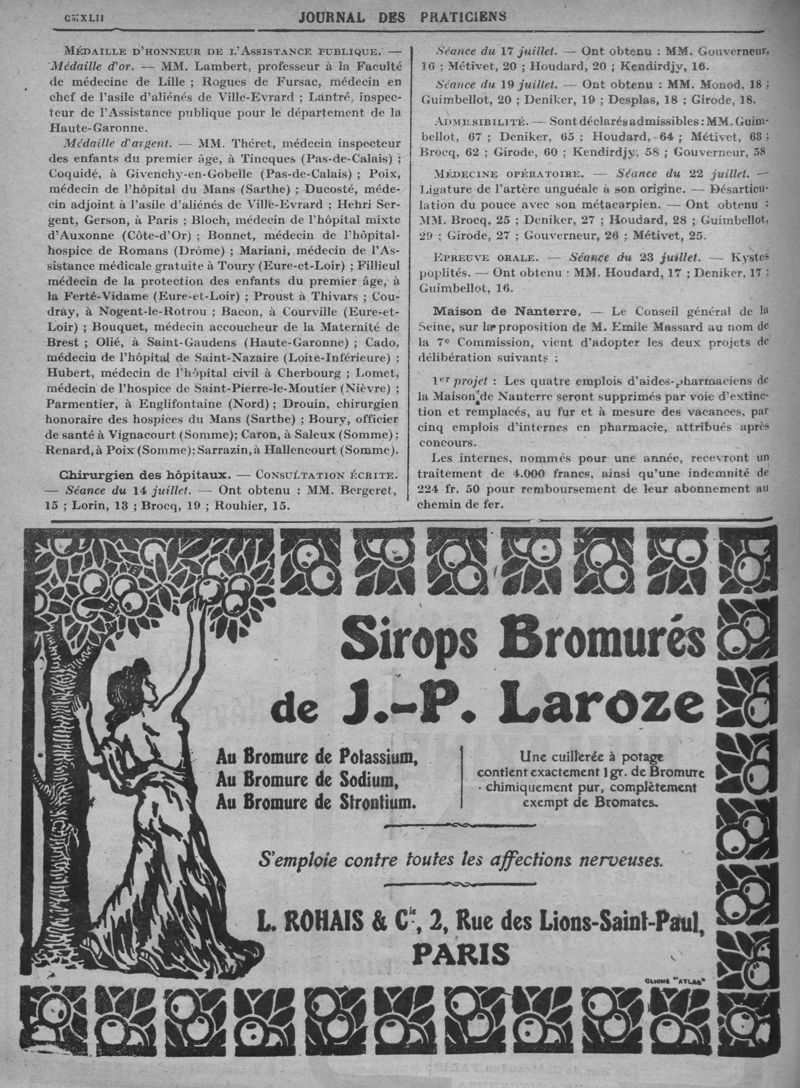 JOURNAL DES PRATICIENS
MÉDAILLE D'HONNEUR DE L'ASSISTANCE PUBLIQUE. —
Médaille d'or. — MM. Lambert, professeur à la Faculté
de médecine de Lille ; Rogues de Fursac, médecin en
chef de l'asile d'aliénés de Ville-Evrard ; Lantré, inspec-
teur de l'Assistance publique pour le département de la
Haute-Garonne.
Médaille d'argent. — MM. Théret, médecin inspecteur
des enfants du premier âge, à Tincques (Pas-de-Calais) ;
Coquidé, à Givenchy-en-Gobelle (Pas-de-Calais) ; Poix,
médecin de l'hôpital du Mans (Sarthe) ; Ducosté, méde-
cin adjoint à l'asile d'aliénés de Ville-Evrard ; Henri Ser-
gent, Gerson, à Paris ; Bloch, médecin de l'hôpital mixte
d'Auxonne (Côte-d'Or) ; Bonnet, médecin de l'hôpital-
hospice de Romans (Drôme) ; Mariani, médecin de l'As-
sistance médicale gratuite à Toury (Eure-et-Loir) ; Fillieul
médecin de la protection des enfants du premier âge, à
la Ferté-Vidame (Eure-et-Loir) ; Proust à Thivars ; Cou-
dray, à Nogent-le-Rotrou ; Bacon, à Courville (Eure-et-
Loir) ; Bouquet, médecin accoucheur de la Maternité de
Brest ; Olié, à Saint-Gaudens (Haute-Garonne) ; Cado,
médecin de l'hôpital de Saint-Nazaire (Loire-Inférieure) ;
Hubert, médecin de l'hôpital civil à Cherbourg ; Lomet,
médecin de l'hospice de Saint-Pierre-le-Moutier (Nièvre) ;
Parmentier, à Englifontaine (Nord) ; Drouin, chirurgien
honoraire des hospices du Mans (Sarthe) ; Boury, officier
de santé à Vignacourt (Somme) ; Caron, à Saleux (Somme) ;
Renard, à Poix (Somme) ; Sarrazin, à Hallencourt (Somme).
Chirurgien des hôpitaux. — CONSULTATION ÉCRITE.
— Séance du 14 juillet. — Ont obtenu : MM. Bergeret,
15 ; Lorin, 13 ; Brocq, 19 ; Rouhier, 15.
Séance du 17 juillet. — Ont obtenu : MM. Gouverneur,
16 ; Métivet, 20 ; Houdard, 20 ; Kendirdjy, 16.
Séance du 19 juillet. — Ont obtenu : MM. Monod, 18 ;
Guimbellot, 20 ; Deniker, 19 ; Desplas, 18 ; Girode, 18.
ADMISSIBILITÉ. — Sont déclarés admissibles : MM. Guim-
bellot, 67 ; Deniker, 65 ; Houdard, 64 ; Métivet, 63 ;
Brocq, 62 ; Girode, 60 ; Kendirdjy, 58 ; Gouverneur, 58
MÉDECINE OPÉRATOIRE. — Séance du 22 juillet. —
Ligature de l'artère unguéale à son origine. — Désarticu-
lation du pouce avec son métacarpien. — Ont obtenu :
MM. Brocq, 25 ; Deniker, 27 ; Houdard, 28 ; Guimbellot,
29 ; Girode, 27 ; Gouverneur, 26 ; Métivet, 25.
EPREUVE ORALE. — Séance du 23 juillet. — Kystes
poplités. — Ont obtenu : MM. Houdard, 17 ; Deniker, 17 ;
Guimbellot, 16.
Maison de Nanterre. — Le Conseil général de la
Seine, sur la proposition de M. Emile Massard au nom de
la 7e Commission, vient d'adopter les deux projets de
délibération suivants :
1er projet : Les quatre emplois d'aides-pharmaciens de
la Maison de Nanterre seront supprimés par voie d'extinc-
tion et remplacés, au fur et à mesure des vacances, par
cinq emplois d'internes en pharmacie, attribués après
concours.
Les internes, nommés pour une année, recevront un
traitement de 4.000 francs, ainsi qu'une indemnité de
224 fr. 50 pour remboursement de leur abonnement au
chemin de fer.
Sirops Bromurés
de J.-P. Laroze
Au Bromure de Potassium,
Au Bromure de Sodium,
Au Bromure de Strontium.
Une cuillerée à potage
contient exactement 1 gr. de Bromure
chimiquement pur, complètement
exempt de Bromates.
S'emploie contre toutes les affections nerveuses.
L. ROHAIS & Cie, 2, Rue des Lions-Saint-Paul,
PARIS
CLICHÉ "ATLAS"